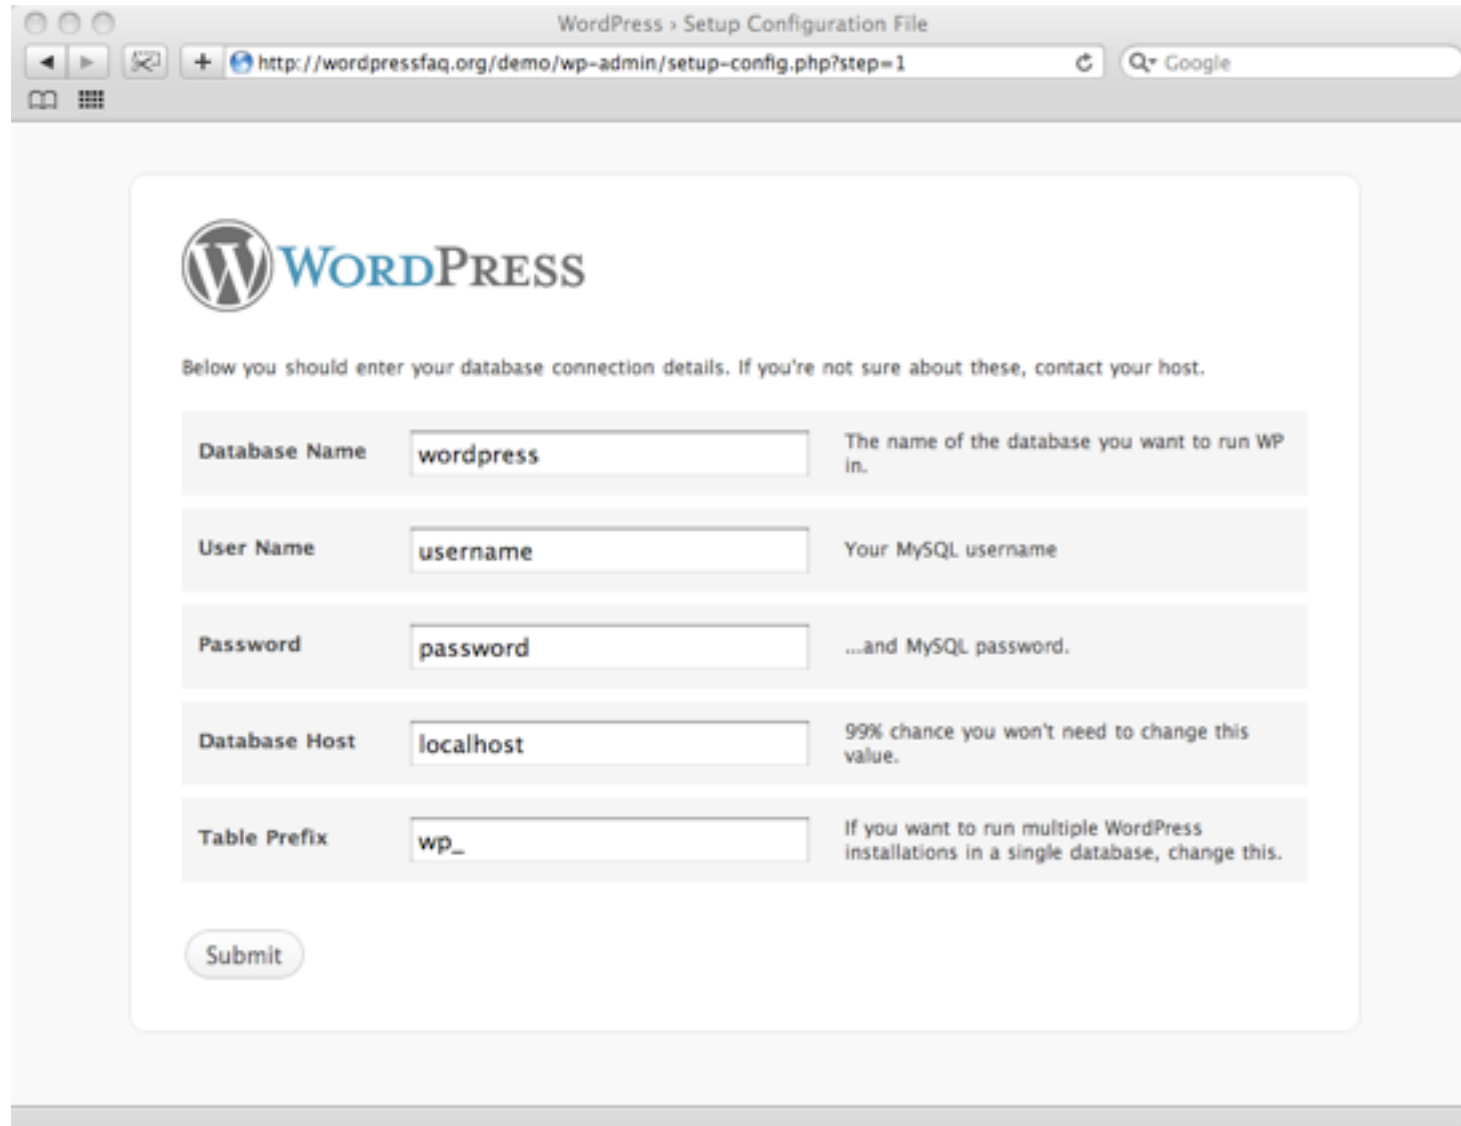 WordPress › Setup Configuration File
http://wordpressfaq.org/demo/wp-admin/setup-config.php?step=1
Google
WORDPRESS
Below you should enter your database connection details. If you're not sure about these, contact your host.
Database Name
wordpress
The name of the database you want to run WP
in.
User Name
username
Your MySQL username
Password
password
...and MySQL password.
Database Host
localhost
99% chance you won't need to change this
value.
Table Prefix
wp_
If you want to run multiple WordPress
installations in a single database, change this.
Submit